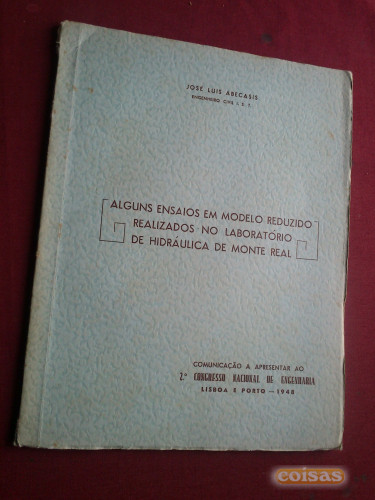 JOSE LUIS ABECASIS
ENGENHEIRO CIVIL I. S. T.
ALGUNS ENSAIOS EM MODELO REDUZIDO
REALIZADOS NO LABORATÓRIO
DE HIDRÁULICA DE MONTE REAL
COMUNICAÇÃO A APRESENTAR AO
2.º CONGRESSO NACIONAL DE ENGENHARIA
LISBOA E PORTO — 1948
coisas